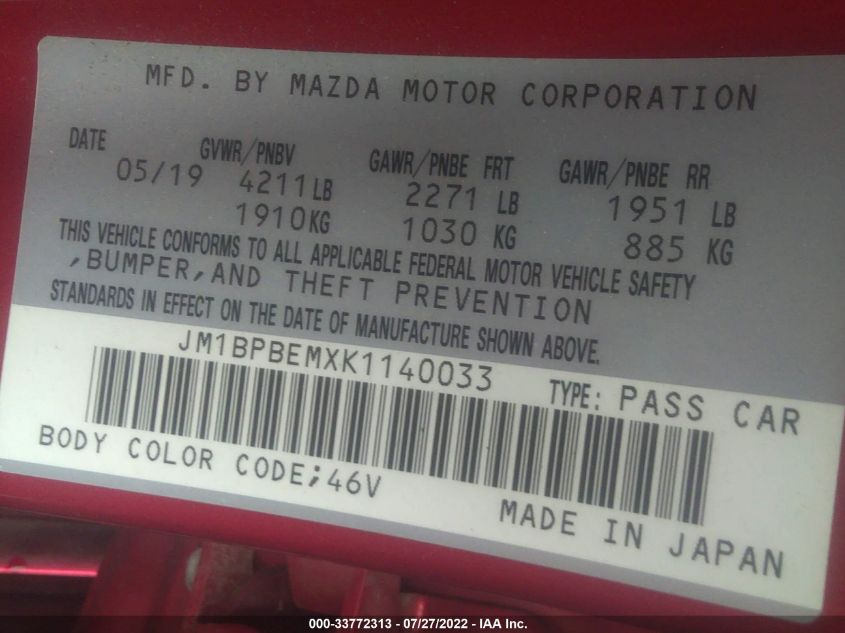 MFD. BY MAZDA MOTOR CORPORATION
DATE GVWR/PNBV GAWR/PNBE FRT GAWR/PNBE RR
05/19 4211LB 2271 LB 1951 LB
1910KG 1030 KG 885 KG
THIS VEHICLE CONFORMS TO ALL APPLICABLE FEDERAL MOTOR VEHICLE SAFETY
,BUMPER,AND THEFT PREVENTION
STANDARDS IN EFFECT ON THE DATE OF MANUFACTURE SHOWN ABOVE.
JM1BPBEMXK1140033 TYPE: PASS CAR
BODY COLOR CODE;46V
MADE IN JAPAN
000-33772313 - 07/27/2022 - IAA Inc.